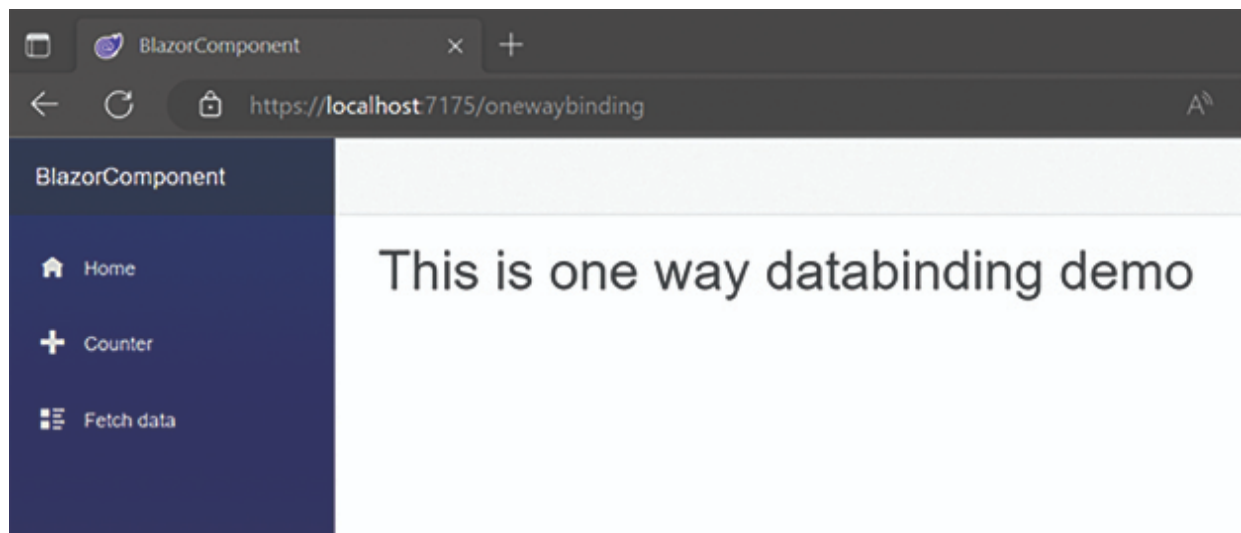 BlazorComponent
https://localhost:7175/onewaybinding
BlazorComponent
Home
Counter
Fetch data
This is one way databinding demo